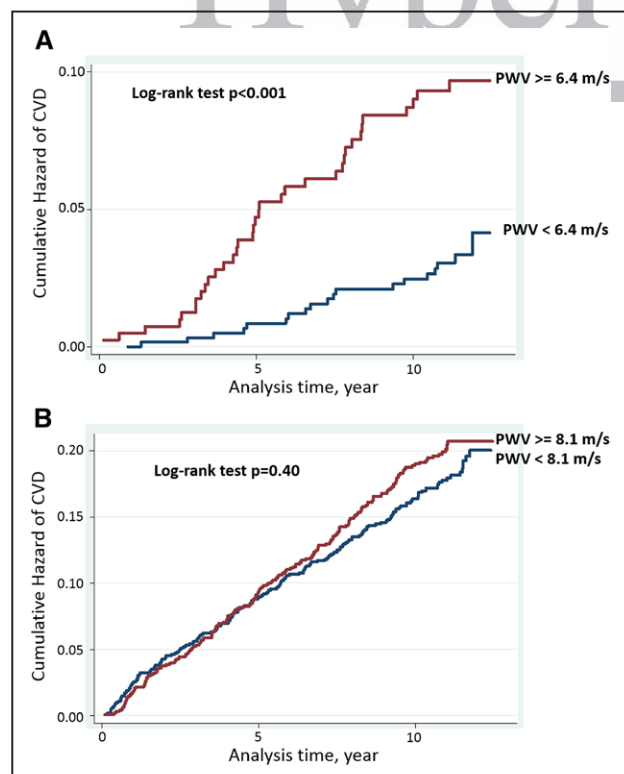 A
0.10
Log-rank test p<0.001
PWV >= 6.4 m/s
Cumulative Hazard of CVD
0.05
PWV < 6.4 m/s
0.00
0 5 10
Analysis time, year
B
0.20
PWV >= 8.1 m/s
PWV < 8.1 m/s
Log-rank test p=0.40
Cumulative Hazard of CVD
0.15
0.10
0.05
0.00
0 5 10
Analysis time, year